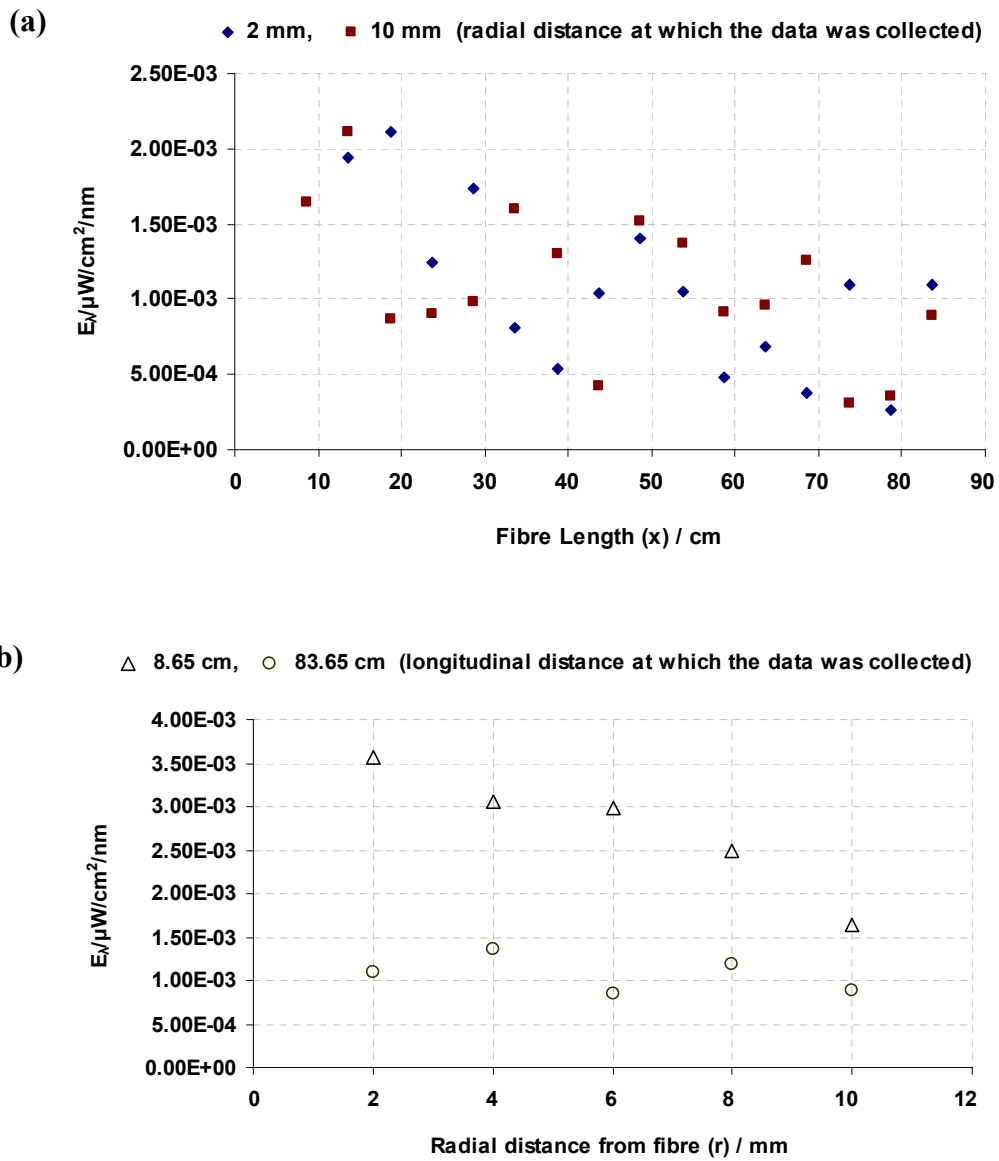 (a)
2 mm, 10 mm (radial distance at which the data was collected)
2.50E-03
2.00E-03
1.50E-03
1.00E-03
5.00E-04
0.00E+00
E λ/µW/cm²/nm
0 10 20 30 40 50 60 70 80 90
Fibre Length (x) / cm
b)
8.65 cm, 83.65 cm (longitudinal distance at which the data was collected)
4.00E-03
3.50E-03
3.00E-03
2.50E-03
2.00E-03
1.50E-03
1.00E-03
5.00E-04
0.00E+00
E λ/µW/cm²/nm
0 2 4 6 8 10 12
Radial distance from fibre (r) / mm